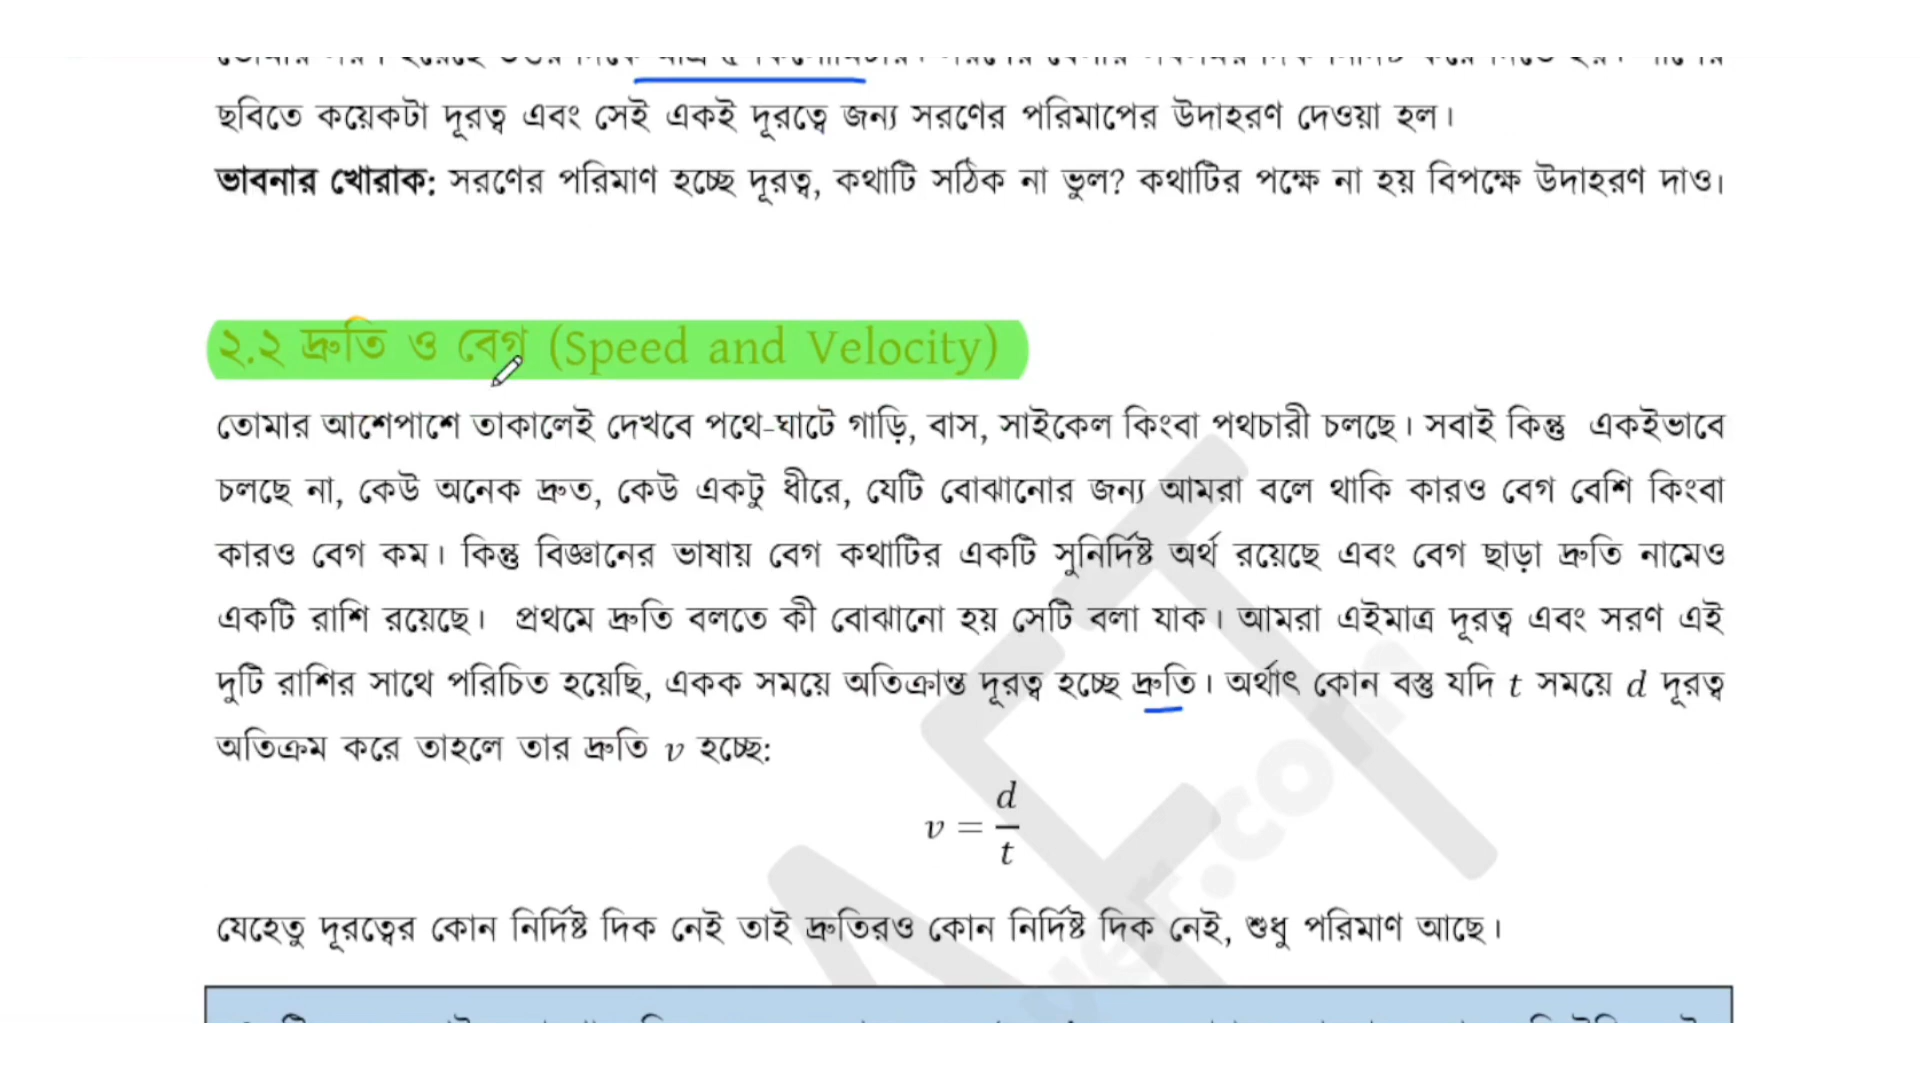 ছবিতে কয়েকটা দূরত্ব এবং সেই একই দূরত্বে জন্য সরণের পরিমাপের উদাহরণ দেওয়া হল।
ভাবনার খোরাক: সরণের পরিমাণ হচ্ছে দূরত্ব, কথাটি সঠিক না ভুল? কথাটির পক্ষে না হয় বিপক্ষে উদাহরণ দাও।
২.২ দ্রুতি ও বেগ (Speed and Velocity)
তোমার আশেপাশে তাকালেই দেখবে পথে-ঘাটে গাড়ি, বাস, সাইকেল কিংবা পথচারী চলছে। সবাই কিন্তু একইভাবে
চলছে না, কেউ অনেক দ্রুত, কেউ একটু ধীরে, যেটি বোঝানোর জন্য আমরা বলে থাকি কারও বেগ বেশি কিংবা
কারও বেগ কম। কিন্তু বিজ্ঞানের ভাষায় বেগ কথাটির একটি সুনির্দিষ্ট অর্থ রয়েছে এবং বেগ ছাড়া দ্রুতি নামেও
একটি রাশি রয়েছে। প্রথমে দ্রুতি বলতে কী বোঝানো হয় সেটি বলা যাক। আমরা এইমাত্র দূরত্ব এবং সরণ এই
দুটি রাশির সাথে পরিচিত হয়েছি, একক সময়ে অতিক্রান্ত দূরত্ব হচ্ছে দ্রুতি। অর্থাৎ কোন বস্তু যদি t সময়ে d দূরত্ব
অতিক্রম করে তাহলে তার দ্রুতি v হচ্ছে:
v = d/t
যেহেতু দূরত্বের কোন নির্দিষ্ট দিক নেই তাই দ্রুতিরও কোন নির্দিষ্ট দিক নেই, শুধু পরিমাণ আছে।